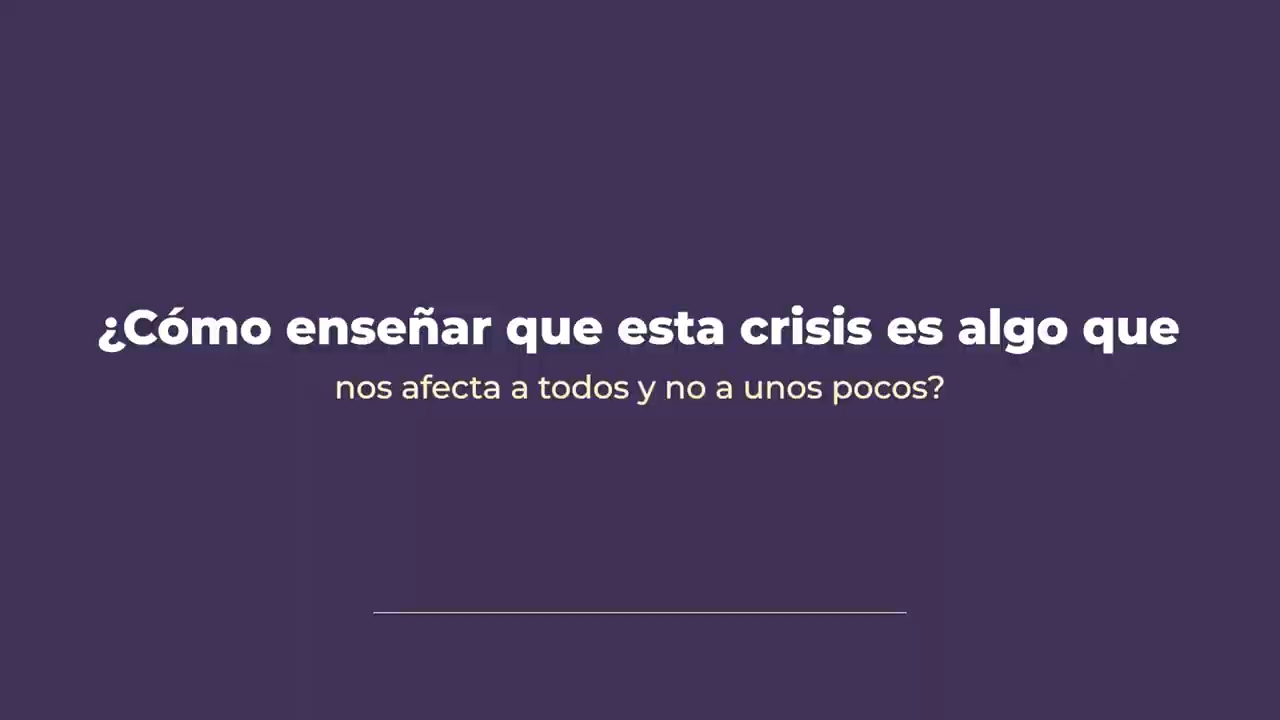 ¿Cómo enseñar que esta crisis es algo que
nos afecta a todos y no a unos pocos?